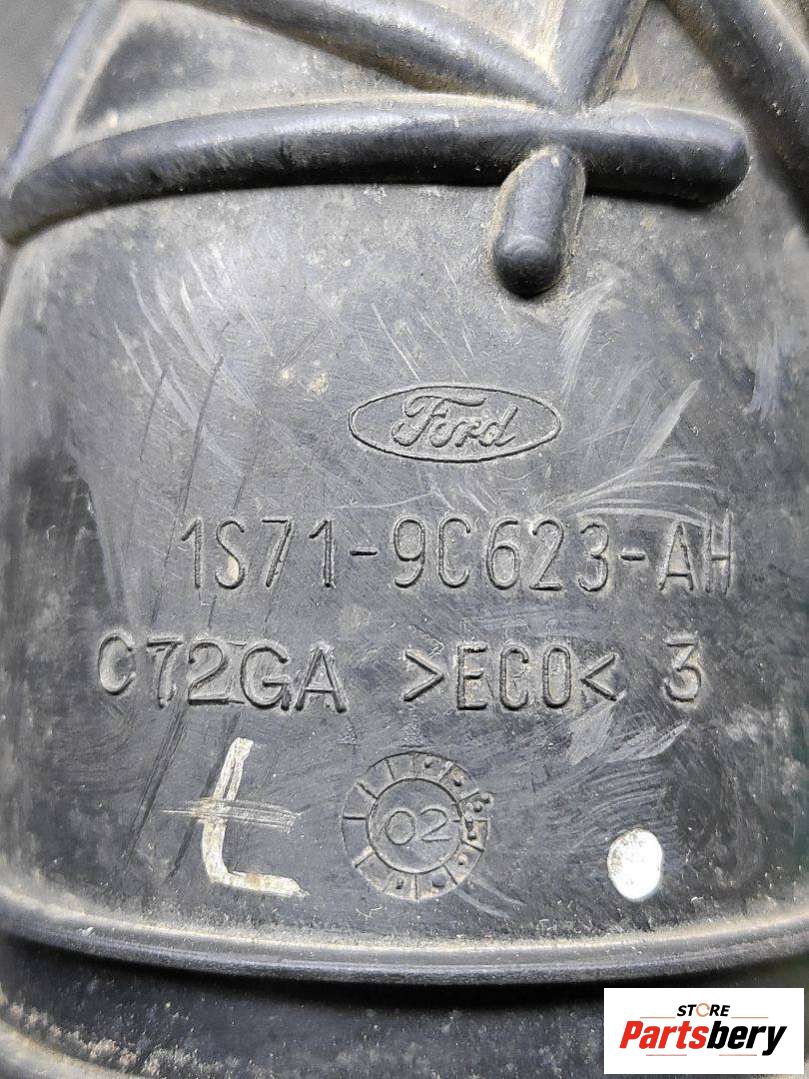 Ford
1S71-9C623-AH
C72GA >ECO< 3
L
02
STORE
Partsbery